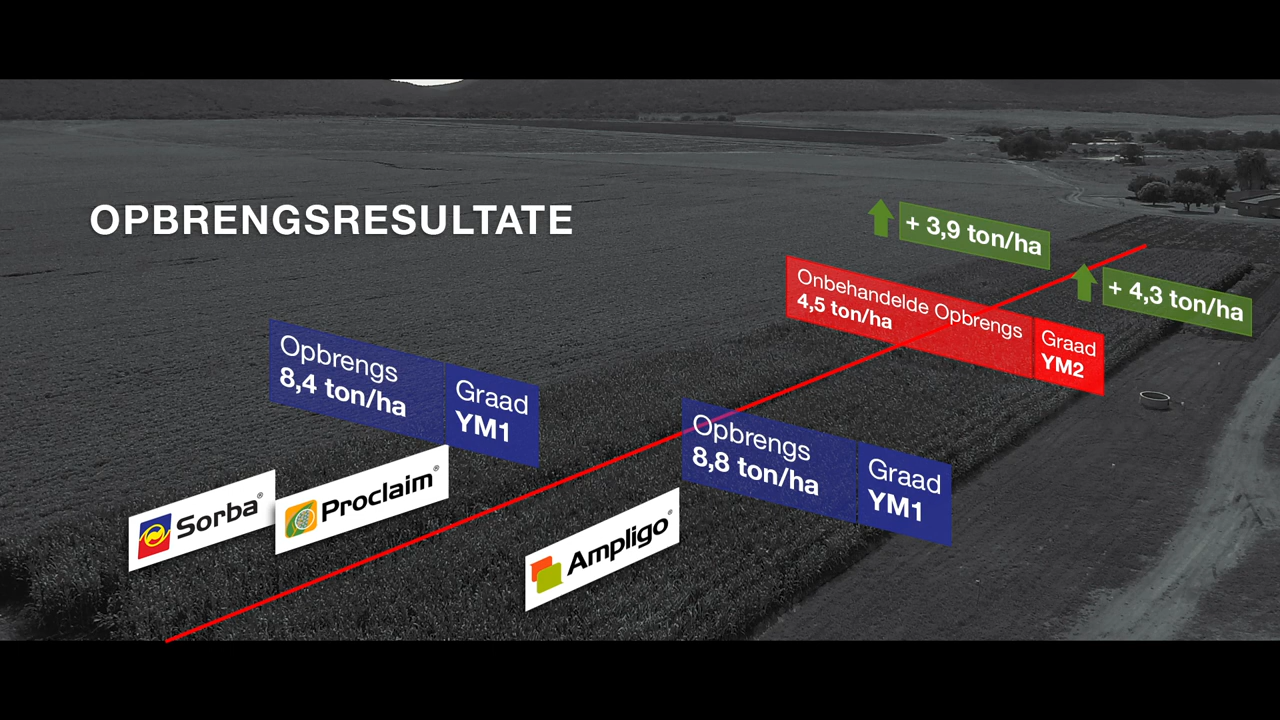 OPBRENGSRESULTATE
+ 3,9 ton/ha
+ 4,3 ton/ha
Onbehandelde Opbrengs
4,5 ton/ha
Graad
YM2
Opbrengs
8,4 ton/ha
Graad
YM1
Opbrengs
8,8 ton/ha
Graad
YM1
Sorba®
Proclaim®
Ampligo®